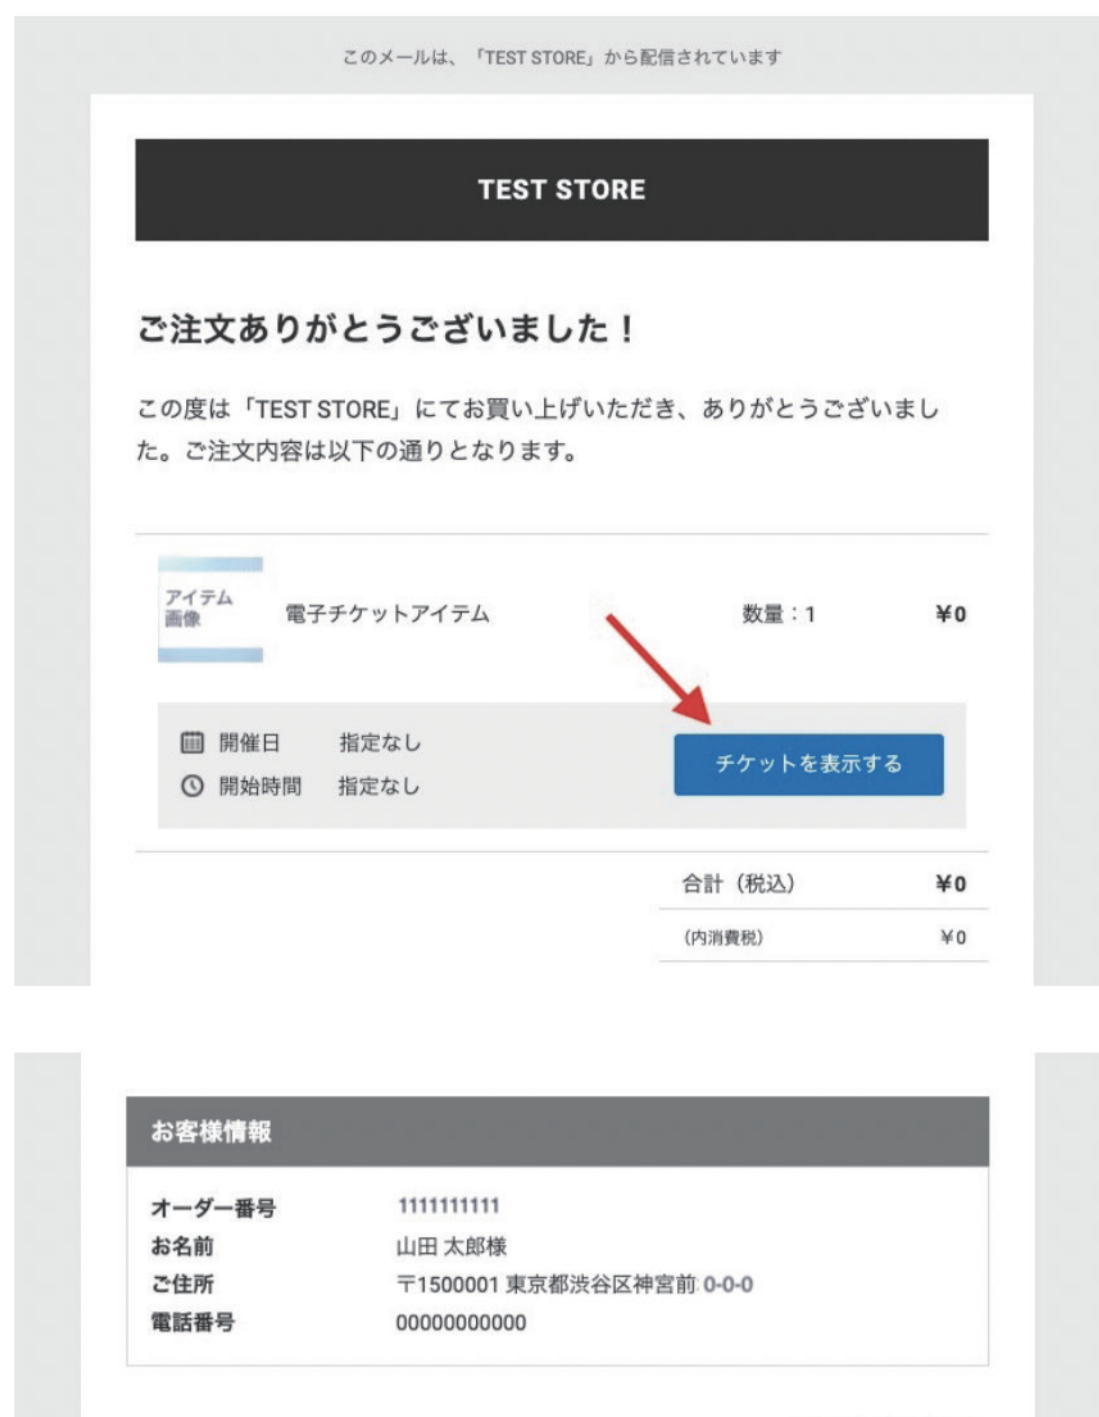 このメールは、「TEST STORE」から配信されています
TEST STORE
ご注文ありがとうございました！
この度は「TEST STORE」にてお買い上げいただき、ありがとうございまし
た。ご注文内容は以下の通りとなります。
アイテム
画像
電子チケットアイテム 数量：1 ¥0
開催日 指定なし
開始時間 指定なし
チケットを表示する
合計（税込） ¥0
(内消費税) ¥0
お客様情報
オーダー番号 1111111111
お名前 山田 太郎様
ご住所 〒1500001 東京都渋谷区神宮前 0-0-0
電話番号 00000000000